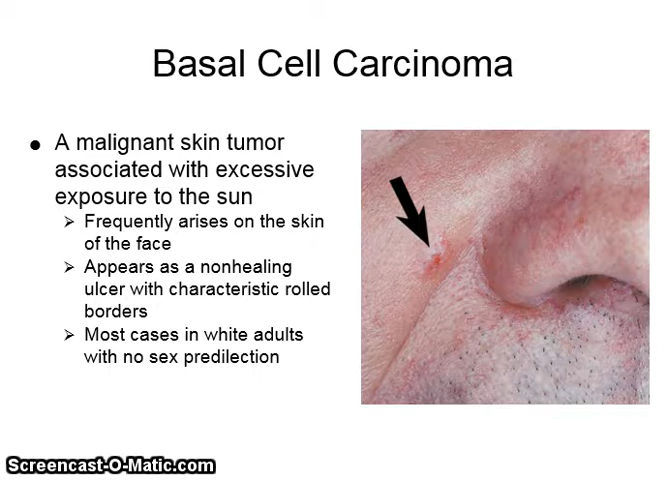 Basal Cell Carcinoma
● A malignant skin tumor
associated with excessive
exposure to the sun
➢ Frequently arises on the skin
of the face
➢ Appears as a nonhealing
ulcer with characteristic rolled
borders
➢ Most cases in white adults
with no sex predilection
Screencast-O-Matic.com